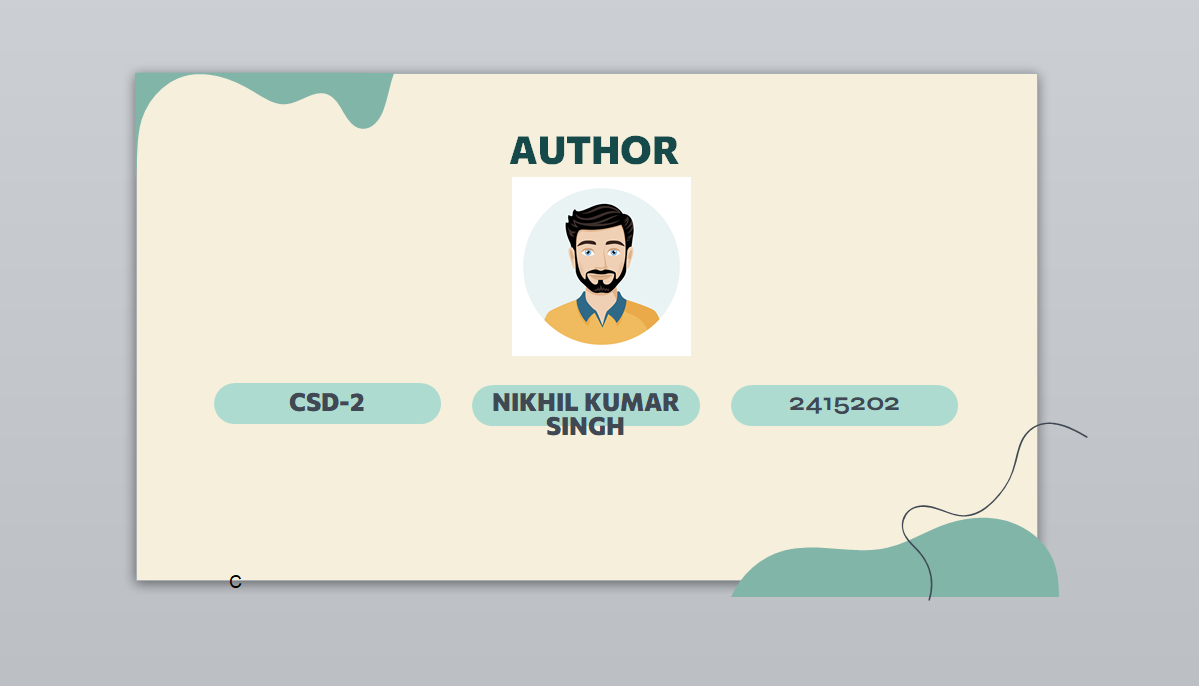 AUTHOR
CSD-2
NIKHIL KUMAR
SINGH
2415202
C